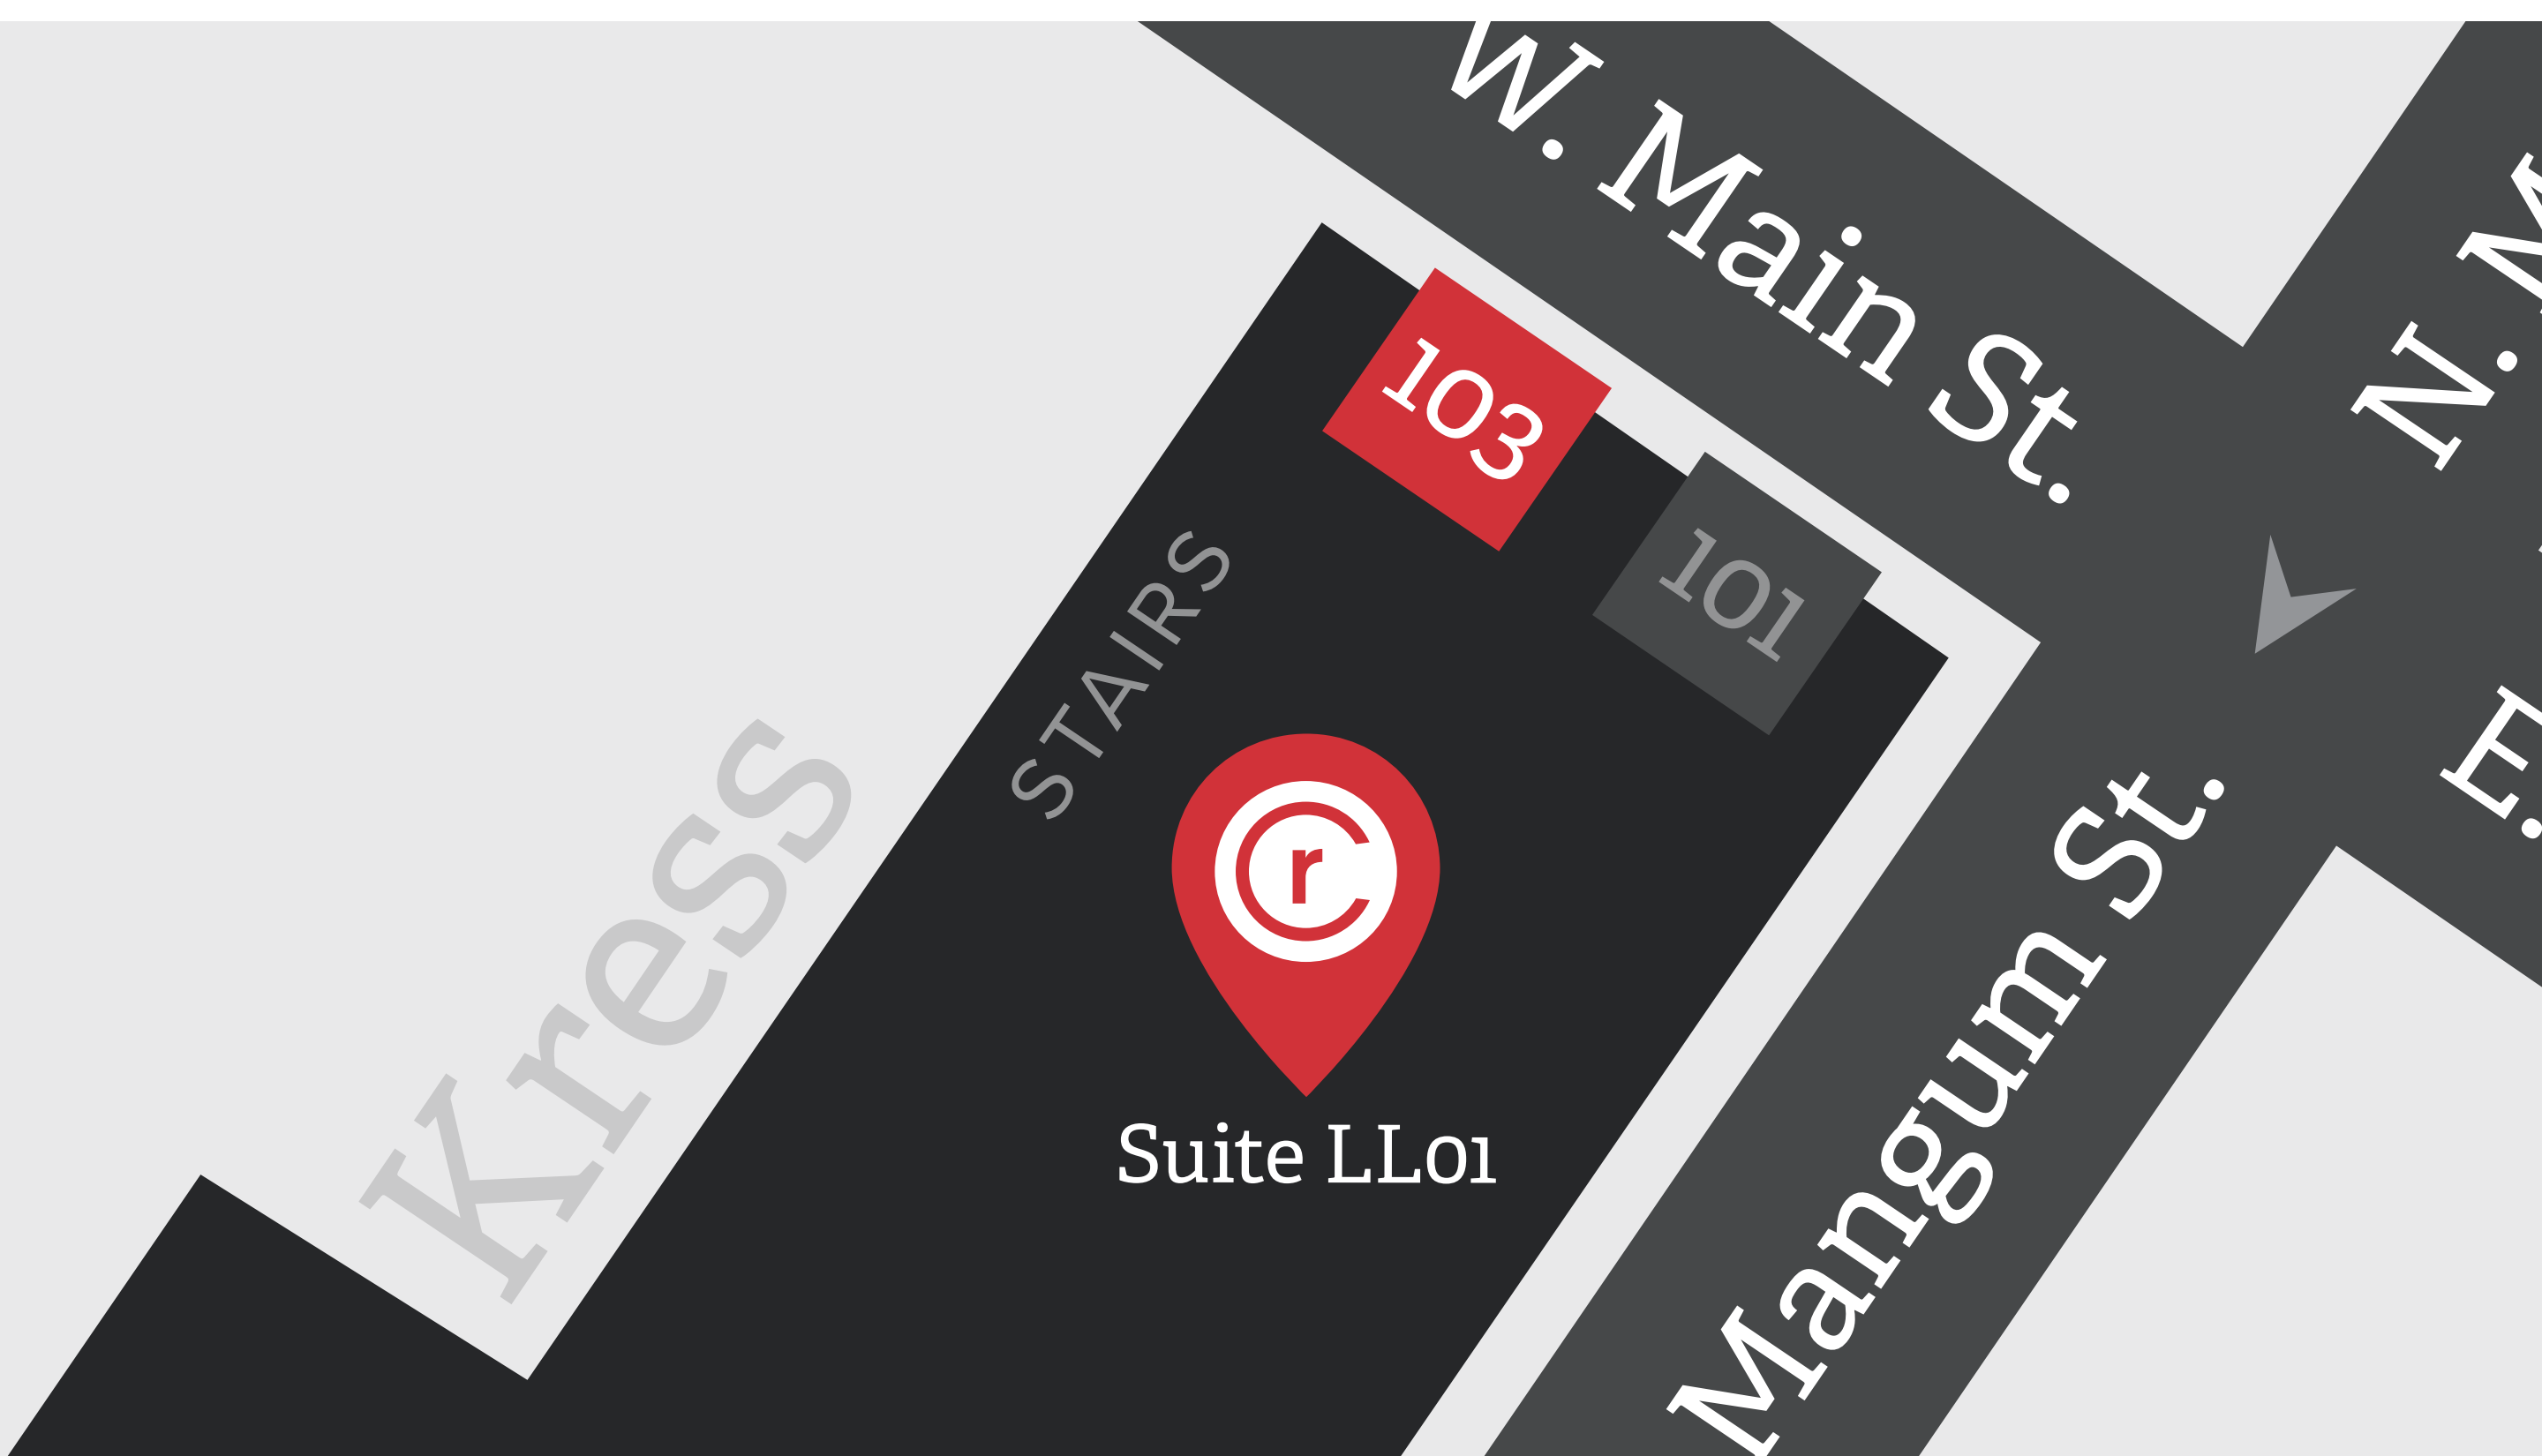 W. Main St.
N. M
103
101
STAIRS
E.
Kress
r
Suite LL01
Mangum St.